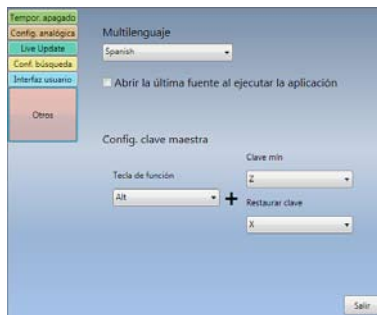 Tempor. apagado
Config. analógica
Live Update
Conf. búsqueda
Interfaz usuario
Otros
Multilenguaje
Spanish
Abrir la última fuente al ejecutar la aplicación
Config. clave maestra
Clave min
Tecla de función
Z
Alt
+
Restaurar clave
X
Salir